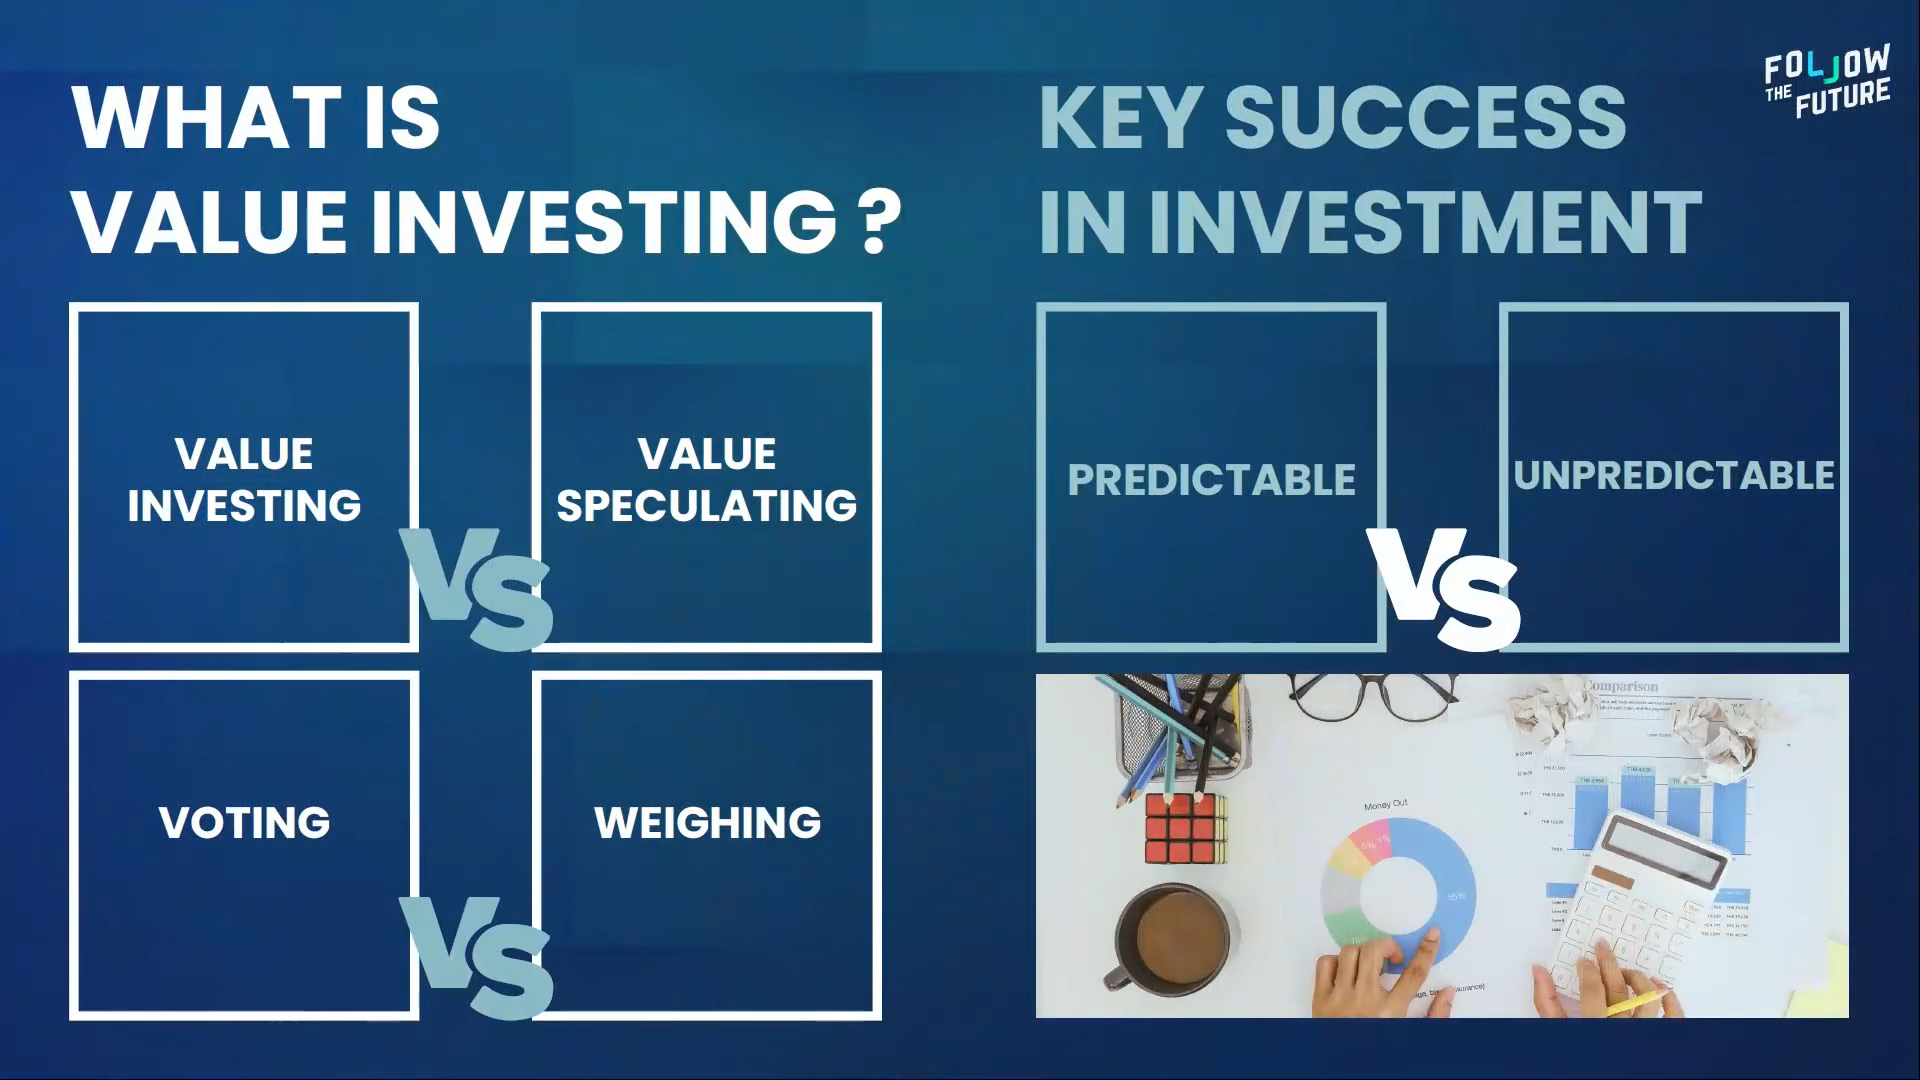 WHAT IS
VALUE INVESTING ?
VALUE
INVESTING
VS
VALUE
SPECULATING
VOTING
VS
WEIGHING
KEY SUCCESS
IN INVESTMENT
PREDICTABLE
VS
UNPREDICTABLE
FOLLOW
THE FUTURE
Comparison
Money Out
55%